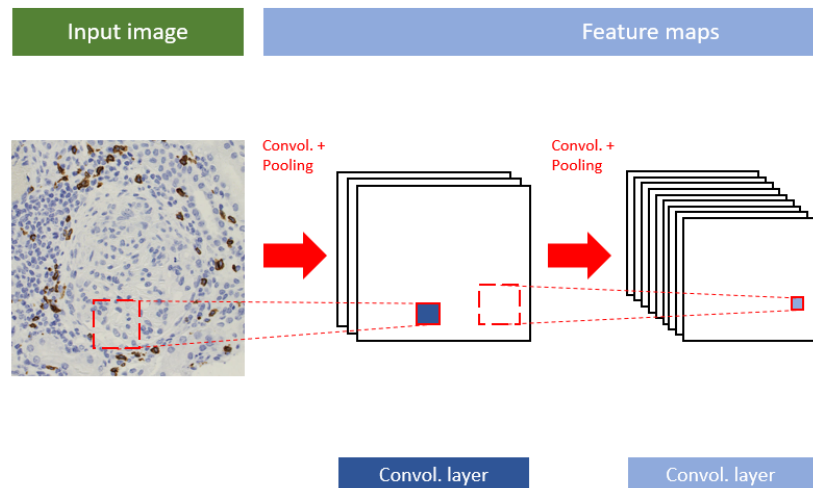 Input image
Feature maps
Convol. +
Pooling
Convol. +
Pooling
Convol. layer
Convol. layer